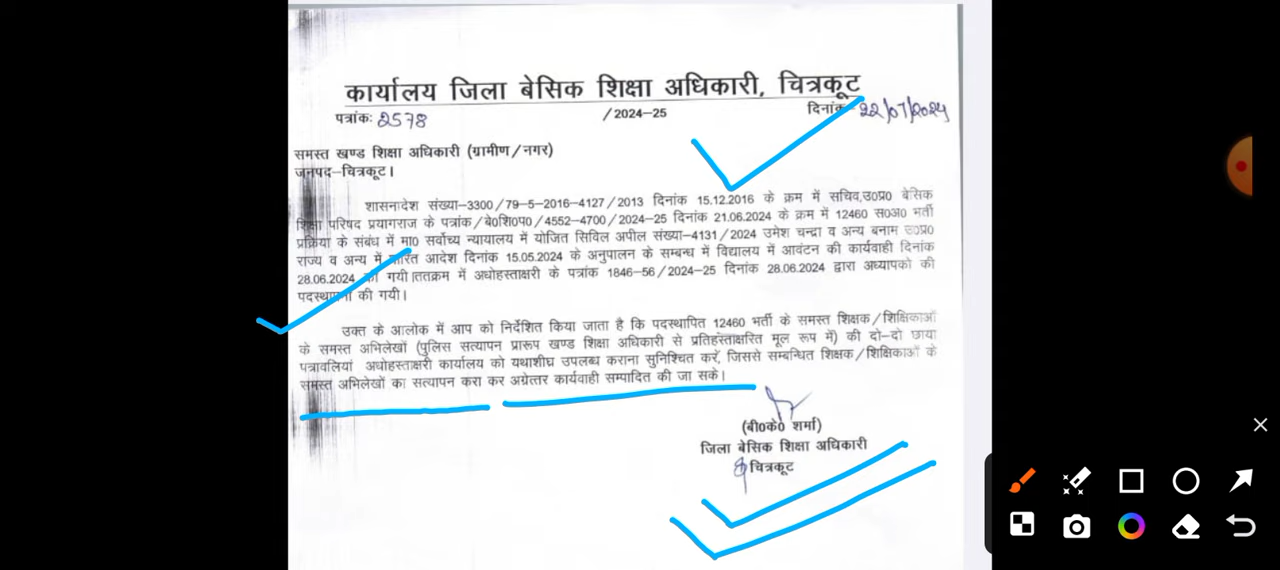 कार्यालय जिला बेसिक शिक्षा अधिकारी, चित्रकूट
पत्रांकः 2578 /2024-25 दिनांक- 22/07/2024
समस्त खण्ड शिक्षा अधिकारी (ग्रामीण/नगर)
जनपद-चित्रकूट।
शासनादेश संख्या-3300/79-5-2016-4127/2013 दिनांक 15.12.2016 के क्रम में सचिव,उ0प्र0 बेसिक
शिक्षा परिषद प्रयागराज के पत्रांक/बे0शि0प0/4552-4700/2024-25 दिनांक 21.06.2024 के क्रम में 12460 स0अ0 भर्ती
प्रक्रिया के संबंध में मा0 सर्वोच्य न्यायालय में योजित सिविल अपील संख्या-4131/2024 उमेश चन्द्रा व अन्य बनाम उ0प्र0
राज्य व अन्य में पारित आदेश दिनांक 15.05.2024 के अनुपालन के सम्बन्ध में विद्यालय में आवंटन की कार्यवाही दिनांक
28.06.2024 की गयी।ततक्रम में अधोहस्ताक्षरी के पत्रांक 1846-56/2024-25 दिनांक 28.06.2024 द्वारा अध्यापको की
पदस्थापना की गयी।
उक्त के आलोक में आप को निर्देशित किया जाता है कि पदस्थापित 12460 भर्ती के समस्त शिक्षक/शिक्षिकाओं
के समस्त अभिलेखों (पुलिस सत्यापन प्रारूप खण्ड शिक्षा अधिकारी से प्रतिहस्ताक्षरित मूल रूप में) की दो-दो छाया
पत्रावलियां अधोहस्ताक्षरी कार्यालय को यथाशीघ्र उपलब्ध कराना सुनिश्चित करें, जिससे सम्बन्धित शिक्षक/शिक्षिकाओं के
समस्त अभिलेखों का सत्यापन करा कर अग्रेत्तर कार्यवाही सम्पादित की जा सके।
(बी0के0 शर्मा)
जिला बेसिक शिक्षा अधिकारी
चित्रकूट